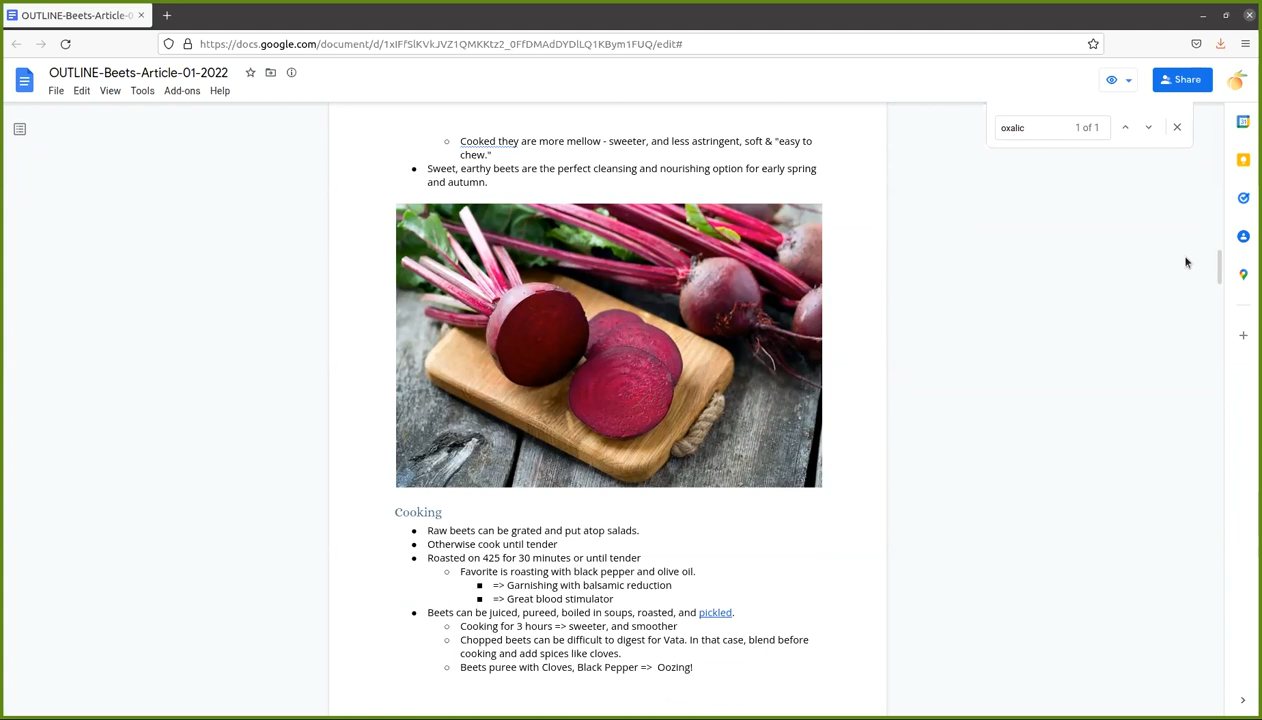 OUTLINE-Beets-Article-0
https://docs.google.com/document/d/1xIFfSlKVkJVZ1QMKKtz2_0FfDMAdDYDlLQ1KBym1FUQ/edit#
OUTLINE-Beets-Article-01-2022
File Edit View Tools Add-ons Help
Share
oxalic 1 of 1
○ Cooked they are more mellow - sweeter, and less astringent, soft & "easy to
chew."
● Sweet, earthy beets are the perfect cleansing and nourishing option for early spring
and autumn.
Cooking
● Raw beets can be grated and put atop salads.
● Otherwise cook until tender
● Roasted on 425 for 30 minutes or until tender
○ Favorite is roasting with black pepper and olive oil.
■ => Garnishing with balsamic reduction
■ => Great blood stimulator
● Beets can be juiced, pureed, boiled in soups, roasted, and pickled.
○ Cooking for 3 hours => sweeter, and smoother
○ Chopped beets can be difficult to digest for Vata. In that case, blend before
cooking and add spices like cloves.
○ Beets puree with Cloves, Black Pepper => Oozing!